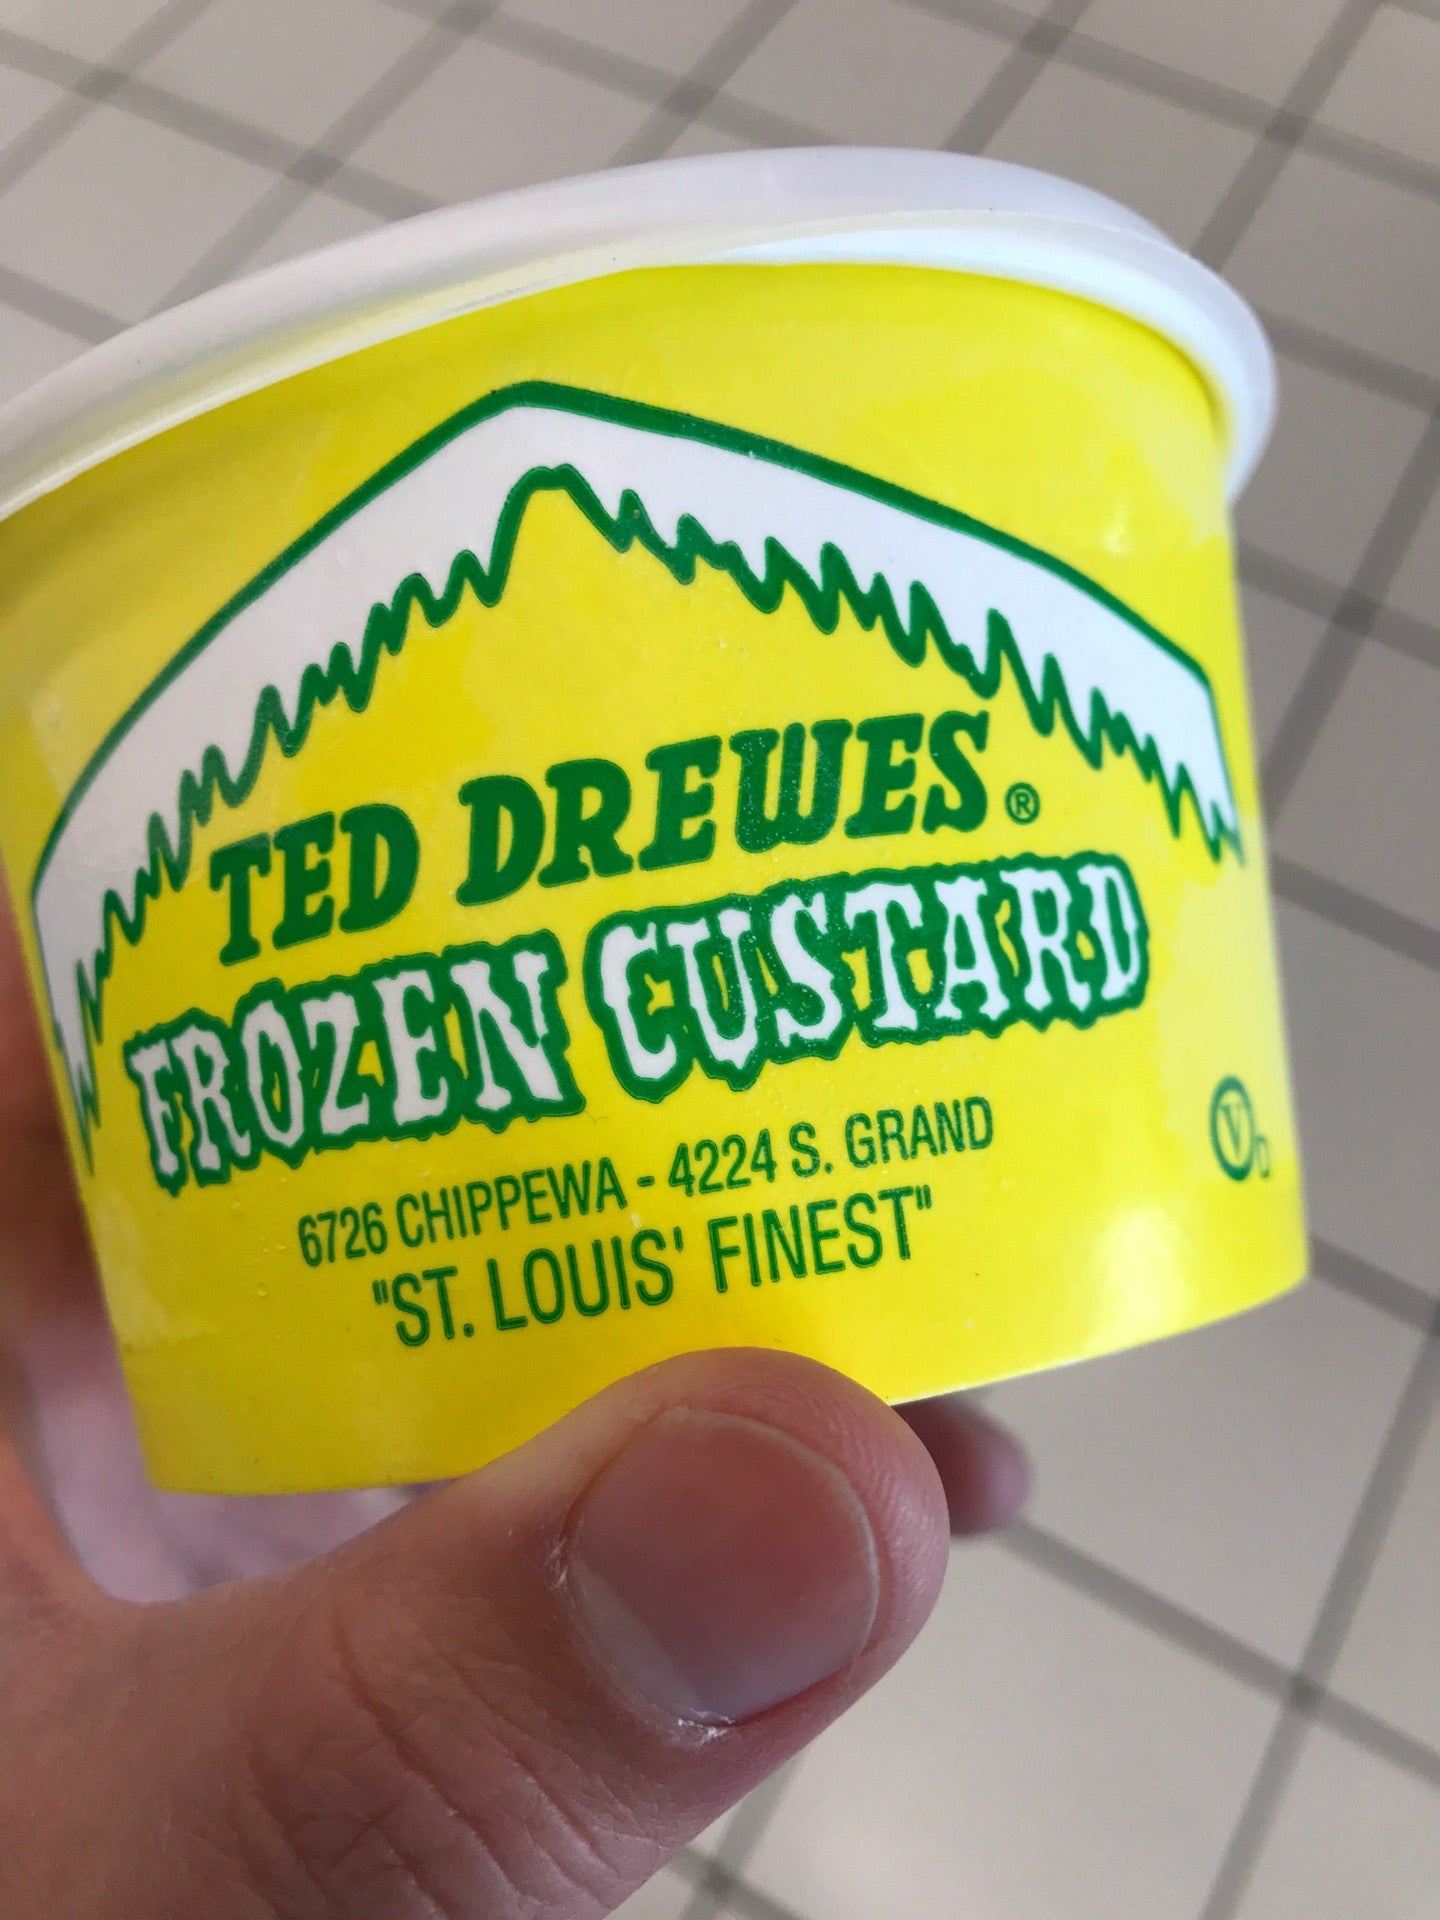 TED DREWES®
FROZEN CUSTARD
6726 CHIPPEWA - 4224 S. GRAND
"ST. LOUIS' FINEST"
V D